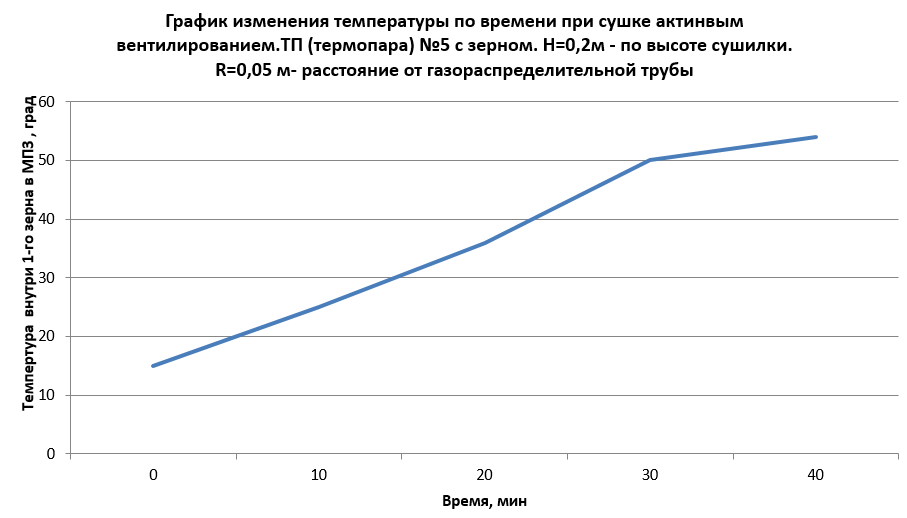 График изменения температуры по времени при сушке актинвым
вентилированием.ТП (термопара) №5 с зерном. Н=0,2м - по высоте сушилки.
R=0,05 м- расстояние от газораспределительной трубы
Темпертура внутри 1-го зерна в МПЗ , град
60
50
40
30
20
10
0
0 10 20 30 40
Время, мин